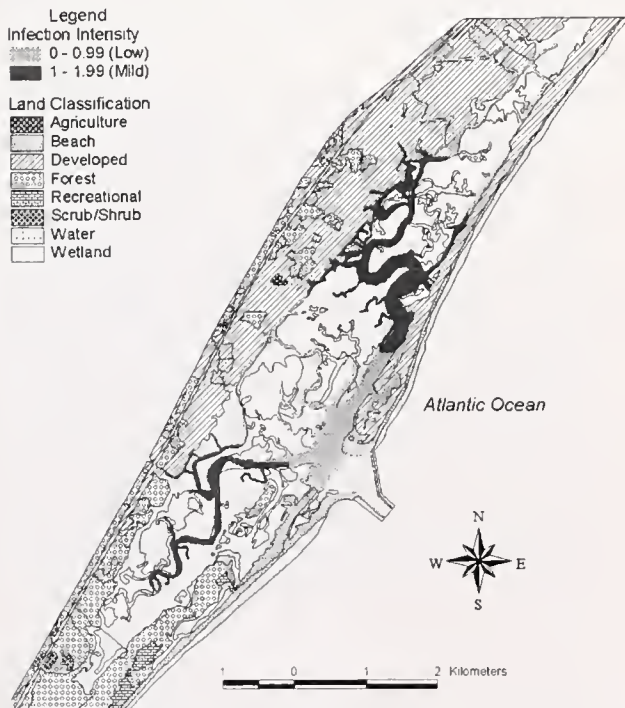 Legend
Infection Intensity
0 - 0.99 (Low)
1 - 1.99 (Mild)
Land Classification
Agriculture
Beach
Developed
Forest
Recreational
Scrub/Shrub
Water
Wetland
Atlantic Ocean
N
W E
S
1 0 1 2 Kilometers